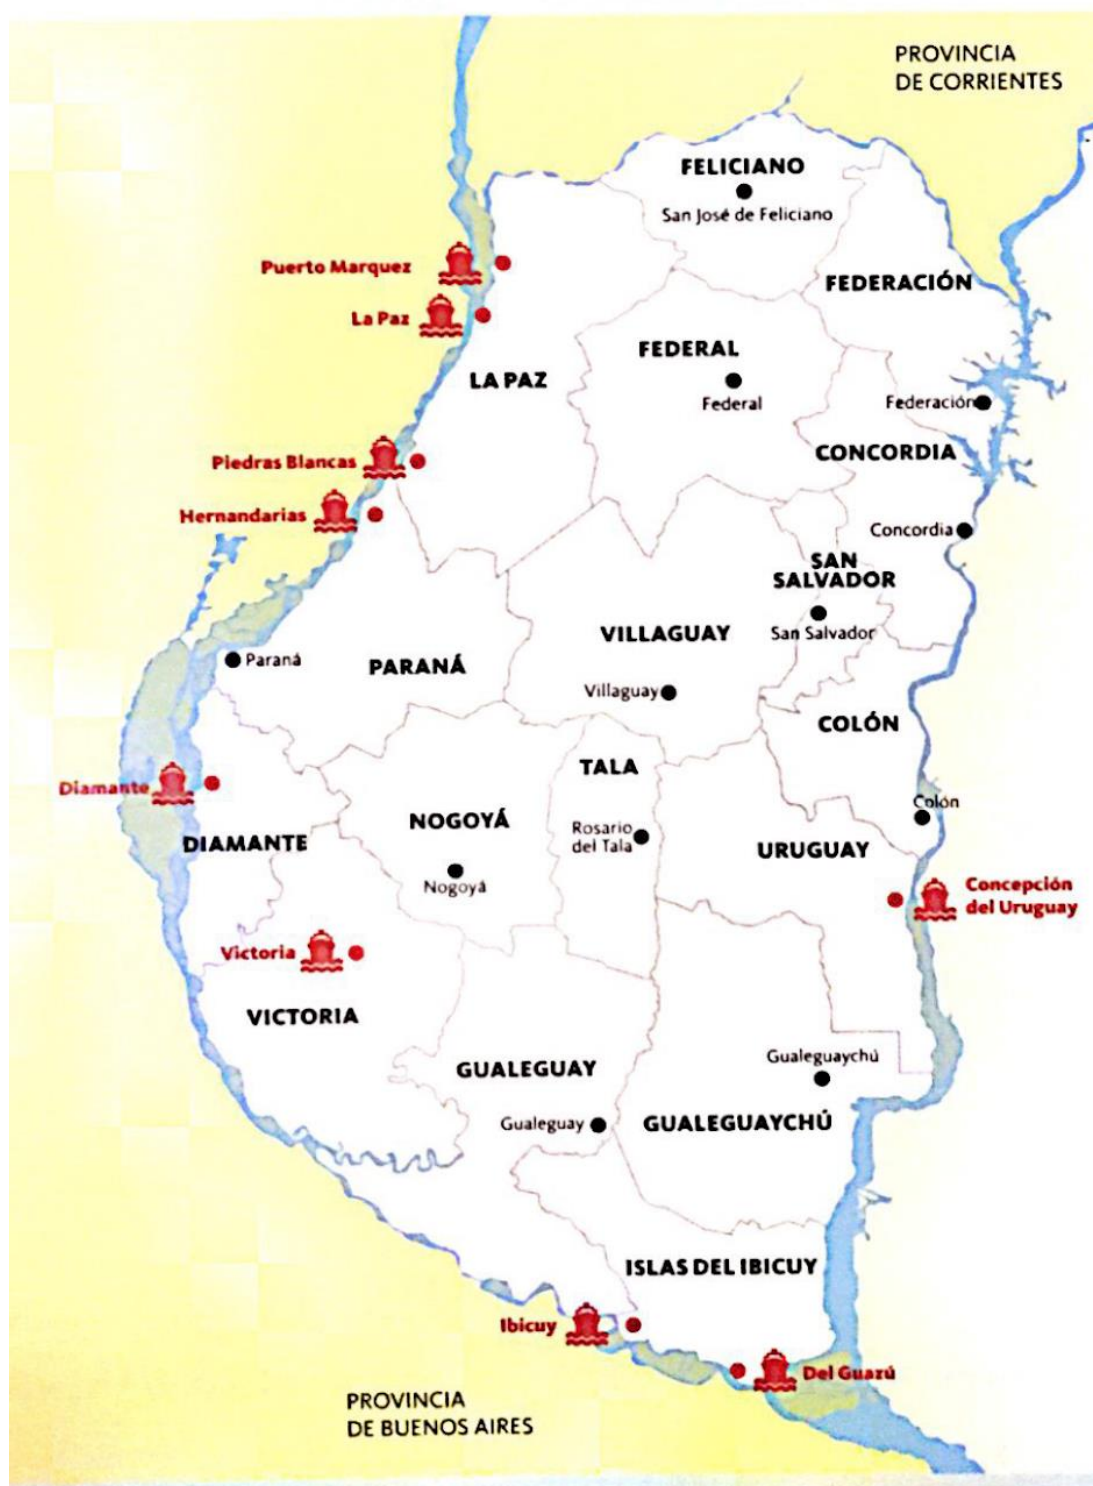 PROVINCIA
DE CORRIENTES
FELICIANO
San José de Feliciano
Puerto Marquez
FEDERACIÓN
La Paz
FEDERAL
LA PAZ
Federal
Federación
CONCORDIA
Piedras Blancas
Hernandarias
Concordia
SAN
SALVADOR
San Salvador
VILLAGUAY
Paraná
PARANÁ
Villaguay
COLÓN
TALA
Diamante
Colón
NOGOYÁ
Rosario
del Tala
DIAMANTE
URUGUAY
Nogoyá
Concepción
del Uruguay
Victoria
VICTORIA
Gualeguaychú
GUALEGUAY
Gualeguay
GUALEGUAYCHÚ
ISLAS DEL IBICUY
Ibicuy
Del Guazú
PROVINCIA
DE BUENOS AIRES